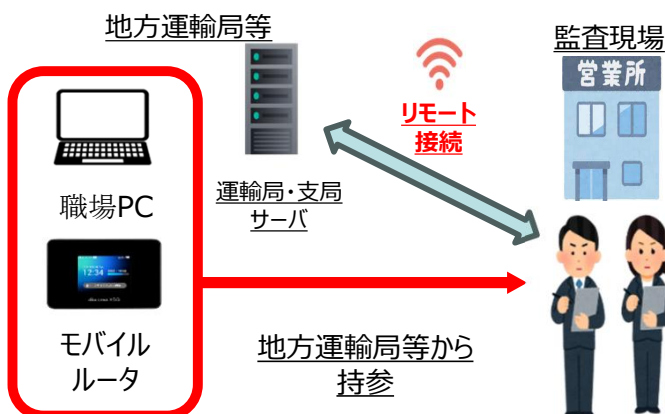 地方運輸局等
監査現場
営業所
リモート
接続
職場PC
運輸局・支局
サーバ
12:34
モバイル
ルータ
地方運輸局等から
持参